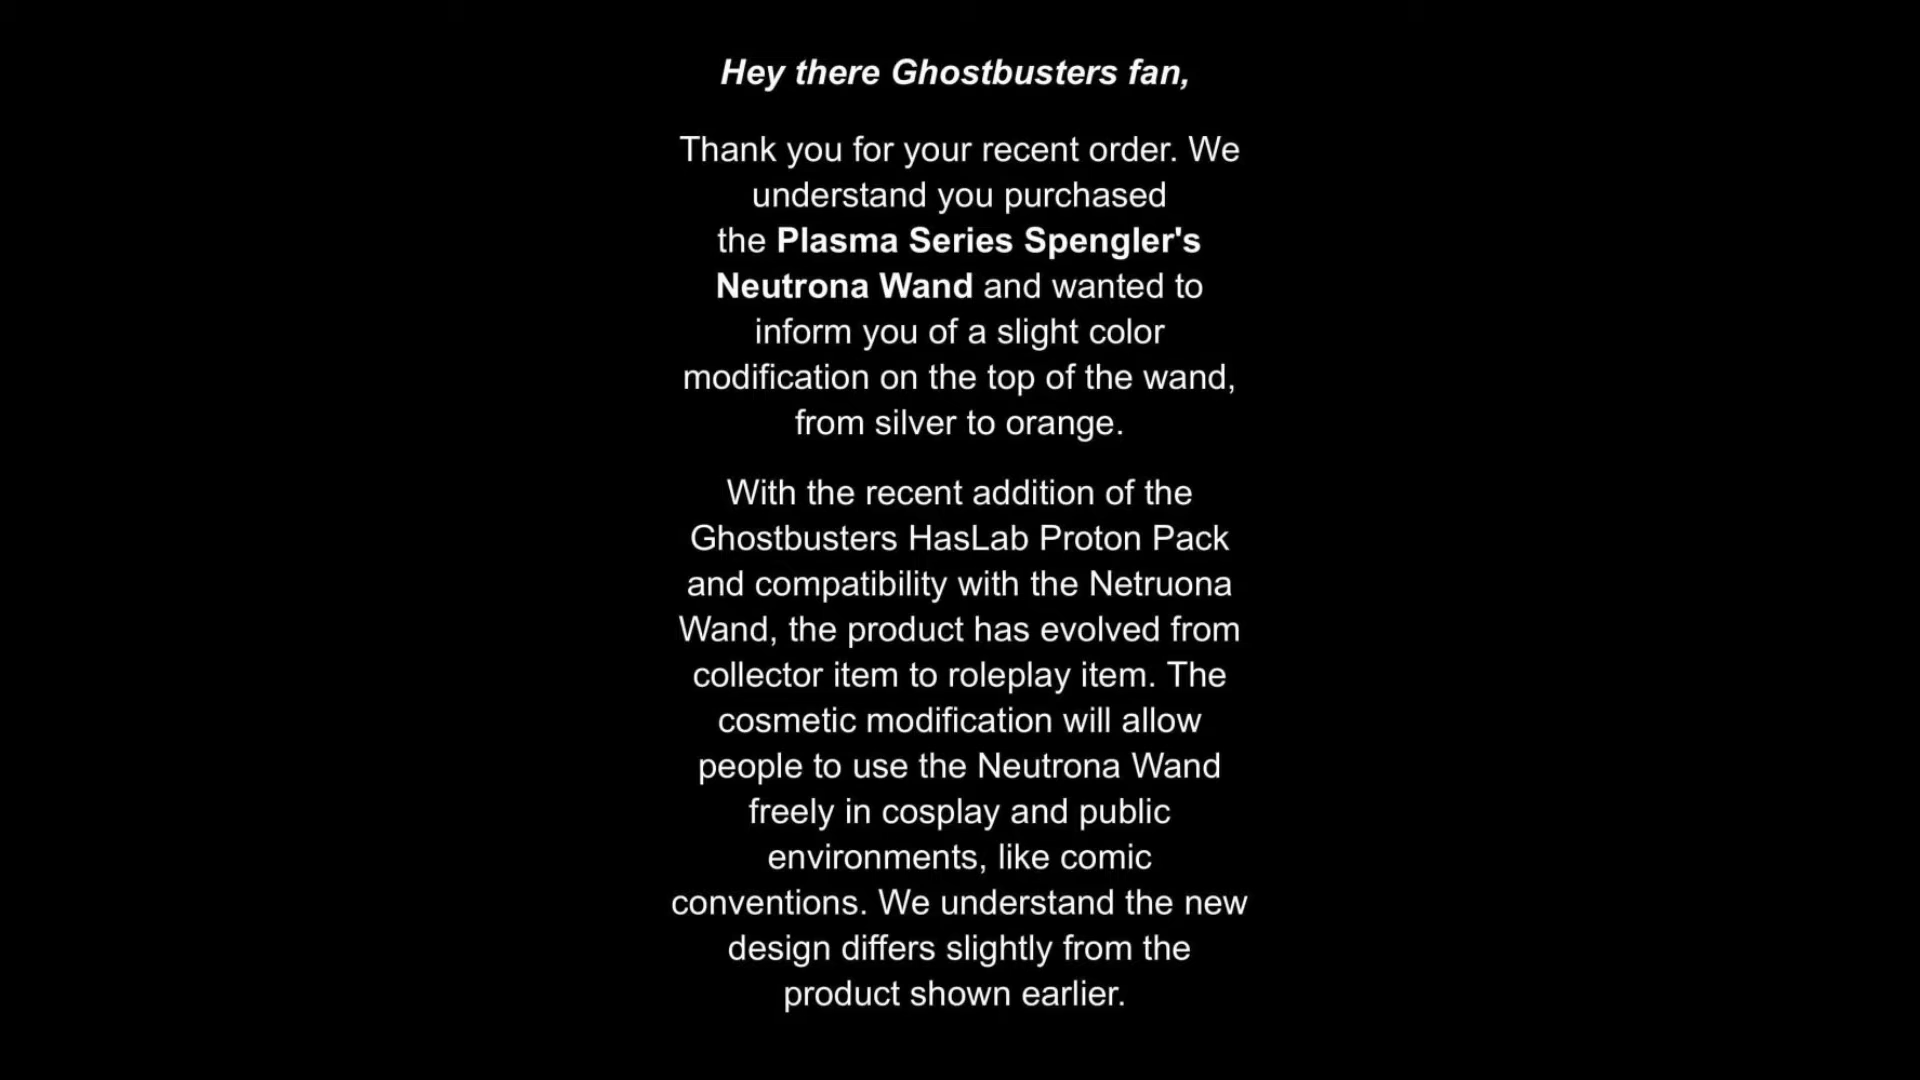 Hey there Ghostbusters fan,
Thank you for your recent order. We
understand you purchased
the Plasma Series Spengler's
Neutrona Wand and wanted to
inform you of a slight color
modification on the top of the wand,
from silver to orange.
With the recent addition of the
Ghostbusters HasLab Proton Pack
and compatibility with the Netruona
Wand, the product has evolved from
collector item to roleplay item. The
cosmetic modification will allow
people to use the Neutrona Wand
freely in cosplay and public
environments, like comic
conventions. We understand the new
design differs slightly from the
product shown earlier.